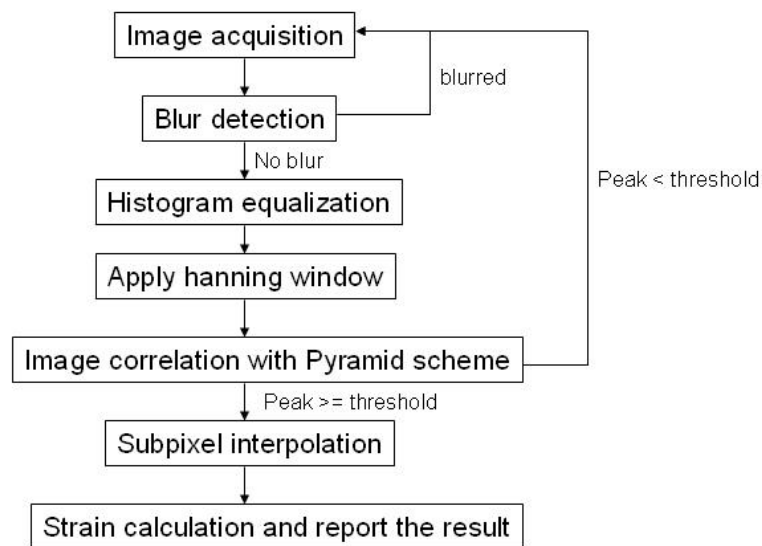 Image acquisition
blurred
Blur detection
No blur
Peak < threshold
Histogram equalization
Apply hanning window
Image correlation with Pyramid scheme
Peak >= threshold
Subpixel interpolation
Strain calculation and report the result